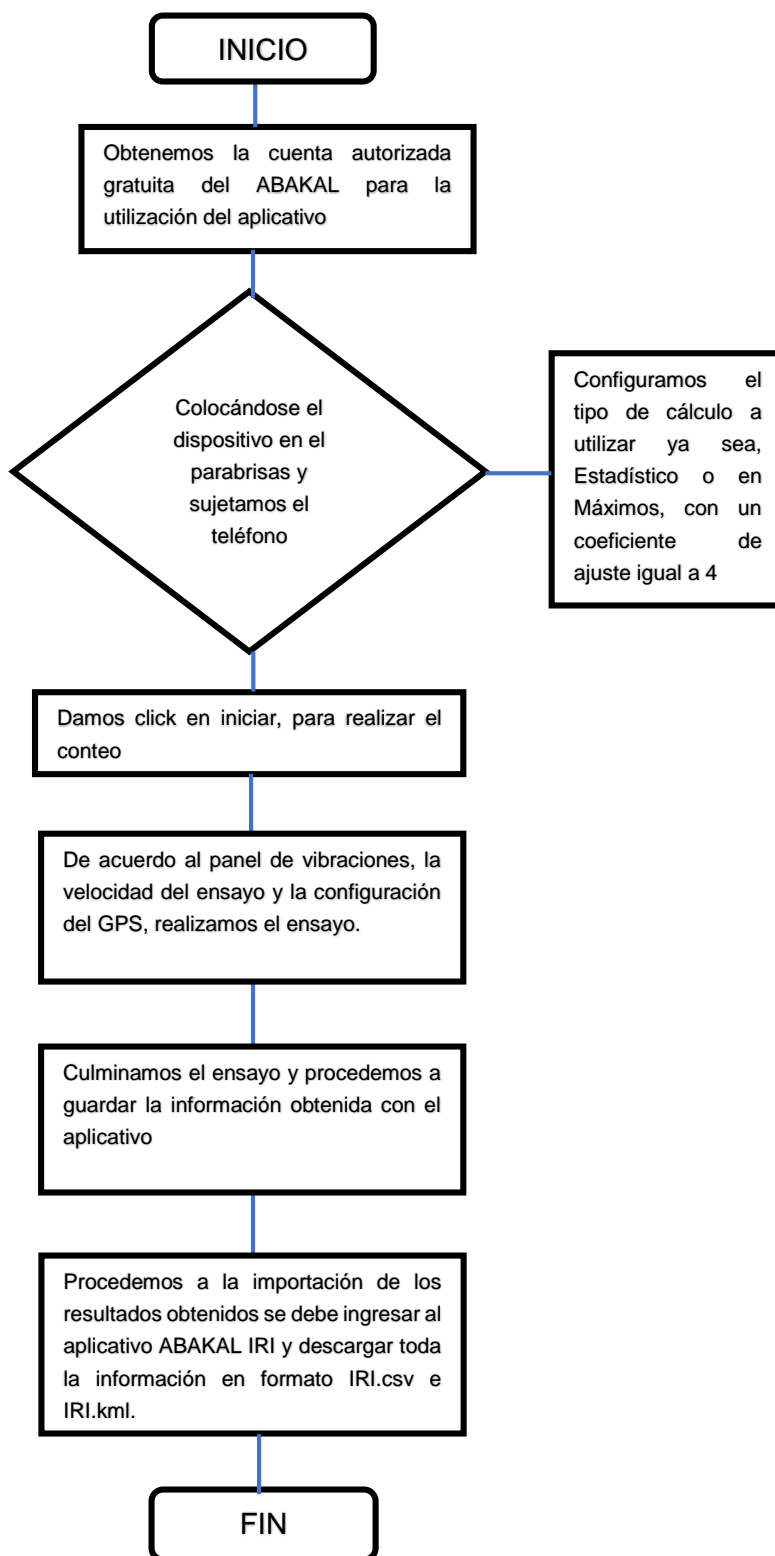 INICIO
Obtenemos la cuenta autorizada
gratuita del ABAKAL para la
utilización del aplicativo
Colocándose el
dispositivo en el
parabrisas y
sujetamos el
teléfono
Configuramos el
tipo de cálculo a
utilizar ya sea,
Estadístico o en
Máximos, con un
coeficiente de
ajuste igual a 4
Damos click en iniciar, para realizar el
conteo
De acuerdo al panel de vibraciones, la
velocidad del ensayo y la configuración
del GPS, realizamos el ensayo.
Culminamos el ensayo y procedemos a
guardar la información obtenida con el
aplicativo
Procedemos a la importación de los
resultados obtenidos se debe ingresar al
aplicativo ABAKAL IRI y descargar toda
la información en formato IRI.csv e
IRI.kml.
FIN